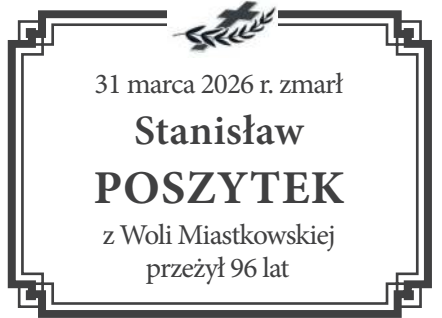 31 marca 2026 r. zmarł
Stanisław
POSZYTEK
z Woli Miastkowskiej
przeżył 96 lat